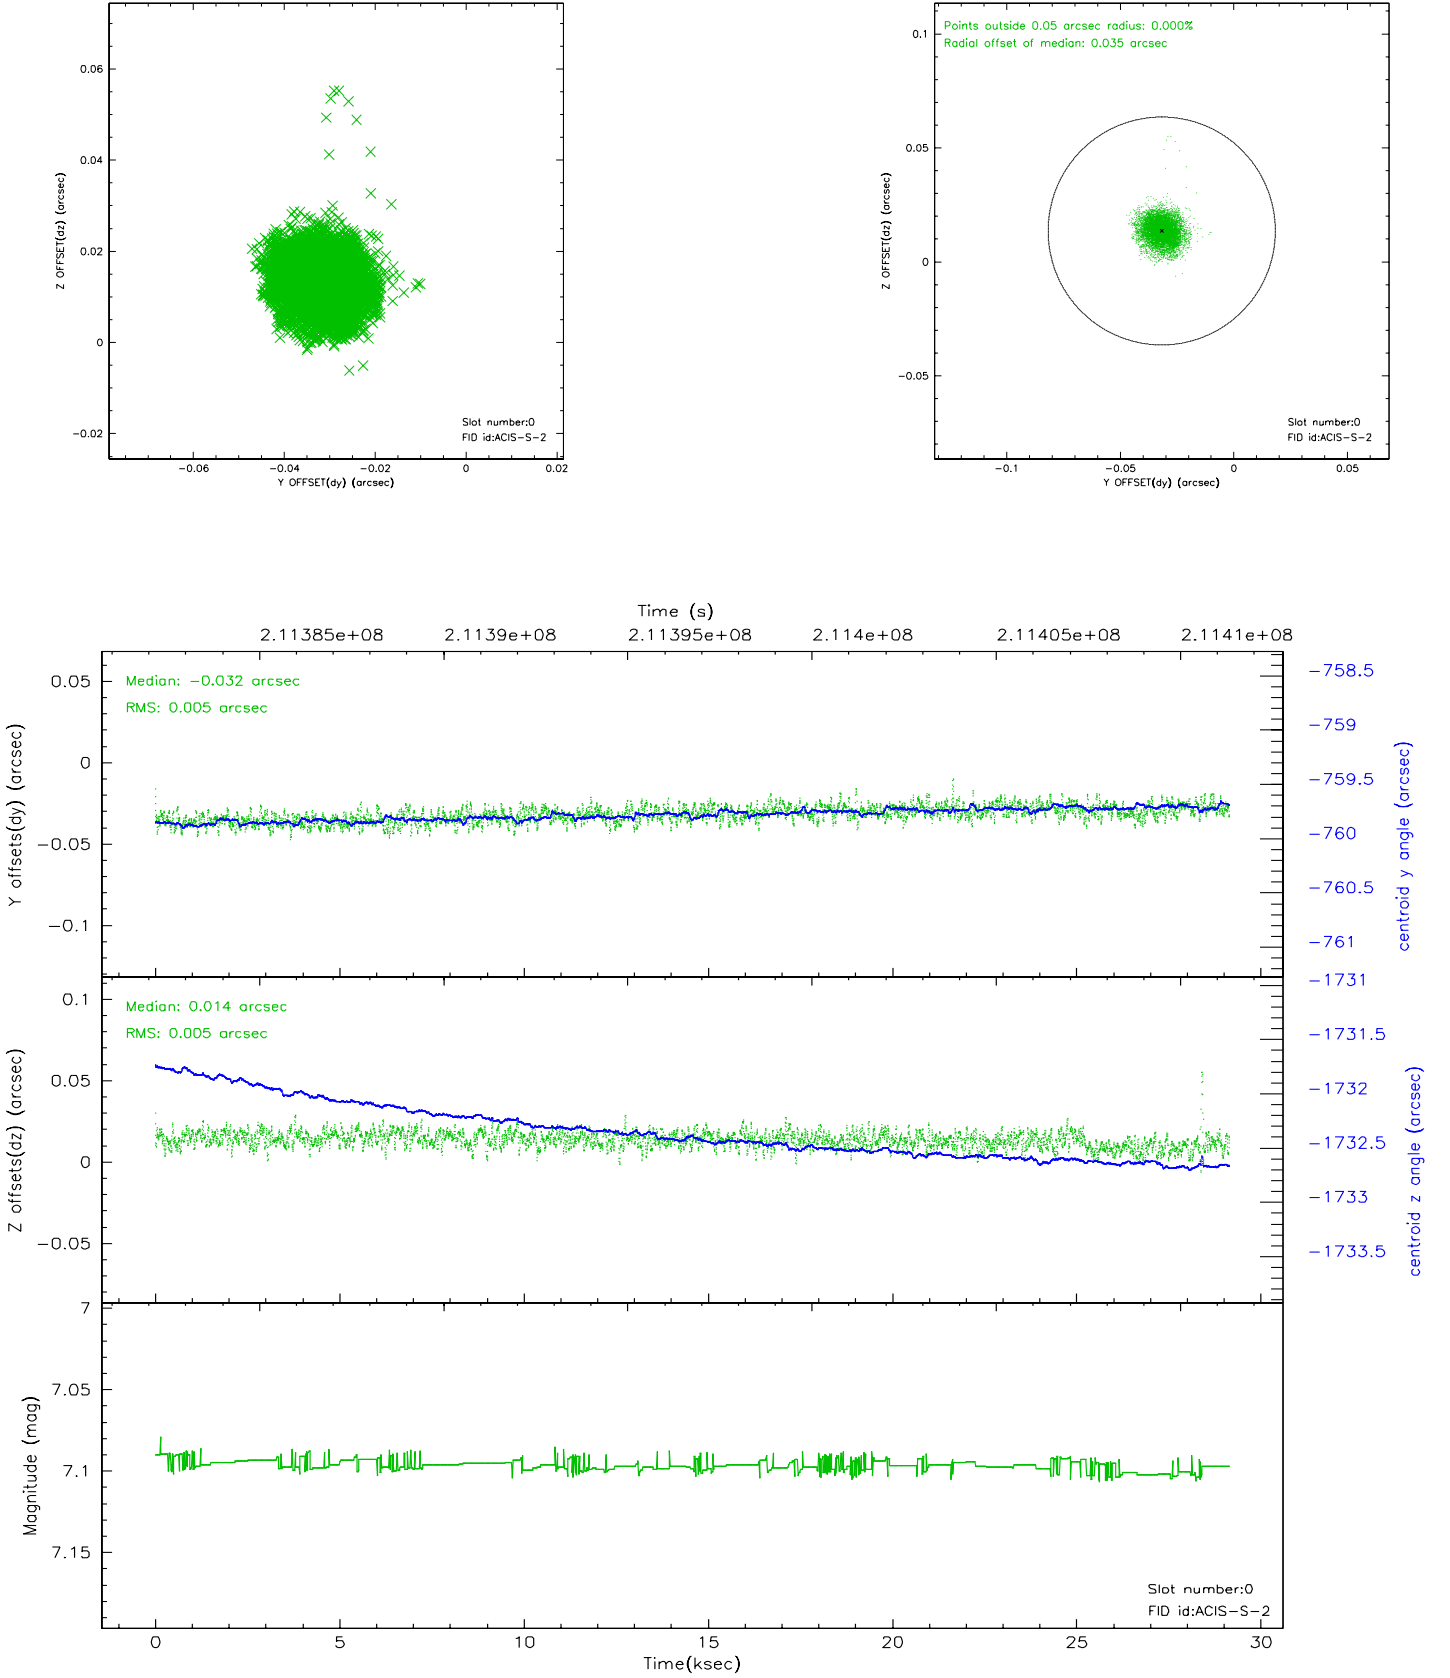 0.06
0.04
0.02
0
-0.02
Z OFFSET(dz) (arcsec)
-0.06 -0.04 -0.02 0 0.02
Y OFFSET(dy) (arcsec)
Slot number:0
FID id:ACIS-S-2
Points outside 0.05 arcsec radius: 0.000%
Radial offset of median: 0.035 arcsec
0.1
0.05
0
-0.05
Z OFFSET(dz) (arcsec)
-0.1 -0.05 0 0.05
Y OFFSET(dy) (arcsec)
Slot number:0
FID id:ACIS-S-2
Time (s)
2.11385e+08 2.1139e+08 2.11395e+08 2.114e+08 2.11405e+08 2.1141e+08
Median: -0.032 arcsec
RMS: 0.005 arcsec
0.05
0
-0.05
-0.1
Y offsets(dy) (arcsec)
-758.5
-759
-759.5
-760
-760.5
-761
centroid y angle (arcsec)
Median: 0.014 arcsec
RMS: 0.005 arcsec
0.1
0.05
0
-0.05
Z offsets(dz) (arcsec)
-1731
-1731.5
-1732
-1732.5
-1733
-1733.5
centroid z angle (arcsec)
7
7.05
7.1
7.15
Magnitude (mag)
Slot number:0
FID id:ACIS-S-2
0 5 10 15 20 25 30
Time(ksec)